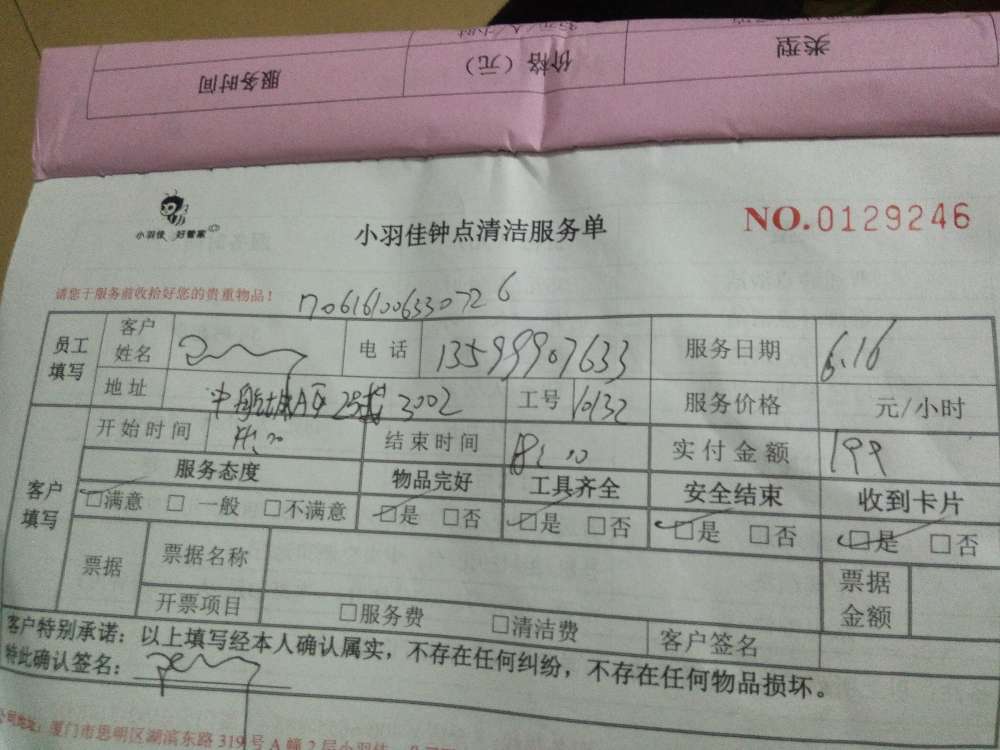 类型 价格（元） 服务时间
小羽佳 好管家
小羽佳钟点清洁服务单
NO.0129246
请您于服务前收拾好您的贵重物品！
员工填写 客户姓名 电话 13599907633 服务日期 6.16
地址 3002 工号 10132 服务价格 元/小时
客户填写 开始时间 结束时间 实付金额 199
服务态度 物品完好 工具齐全 安全结束 收到卡片
□满意 □一般 □不满意 □是 □否 □是 □否 □是 □否 □是 □否
票据 票据名称 票据金额
开票项目 □服务费 □清洁费 客户签名
客户特别承诺：以上填写经本人确认属实，不存在任何纠纷，不存在任何物品损坏。
特此确认签名：
公司地址：厦门市思明区湖滨东路319号A幢2层小羽佳